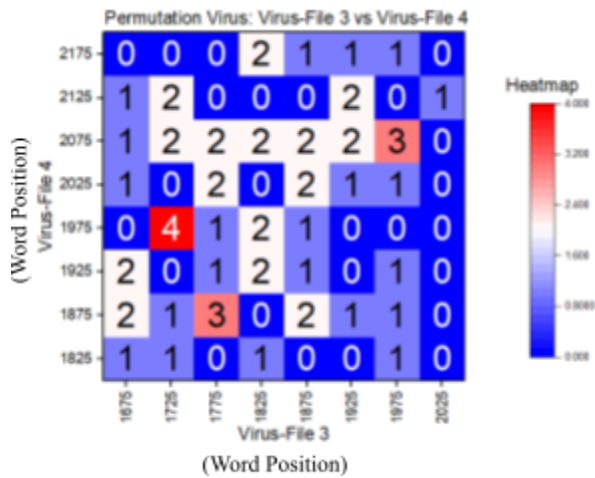 Permutation Virus: Virus-File 3 vs Virus-File 4
2175 0 0 0 2 1 1 1 0
2125 1 2 0 0 0 2 0 1
2075 1 2 2 2 2 2 3 0
2025 1 0 2 0 2 1 1 0
1975 0 4 1 2 1 0 0 0
1925 2 0 1 2 1 0 1 0
1875 2 1 3 0 2 1 1 0
1825 1 1 0 1 0 0 1 0
1675 1725 1775 1825 1875 1925 1975 2025
Virus-File 3
(Word Position)
Virus-File 4
(Word Position)
Heatmap
4.000
3.200
2.400
1.600
0.8000
0.000